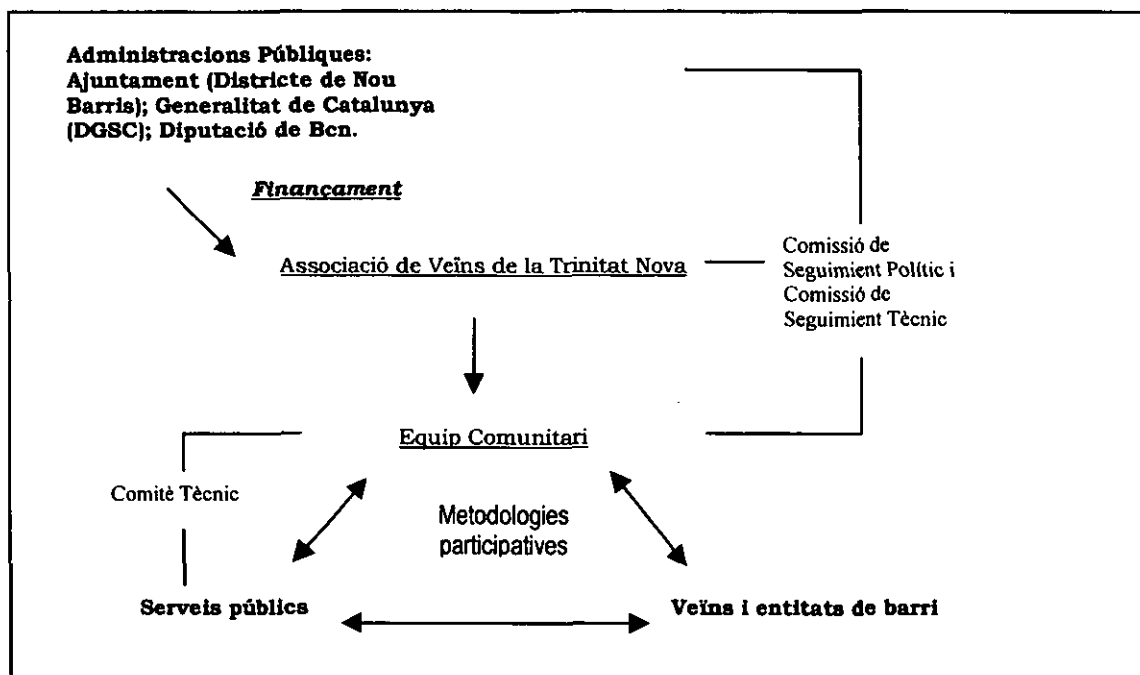 Administracions Públiques:
Ajuntament (Districte de Nou
Barris); Generalitat de Catalunya
(DGSC); Diputació de Bcn.
Finançament
Associació de Veïns de la Trinitat Nova
Comissió de
Seguimient Polític i
Comissió de
Seguimient Tècnic
Equip Comunitari
Comitè Tècnic
Metodologies
participatives
Serveis públics
Veïns i entitats de barri